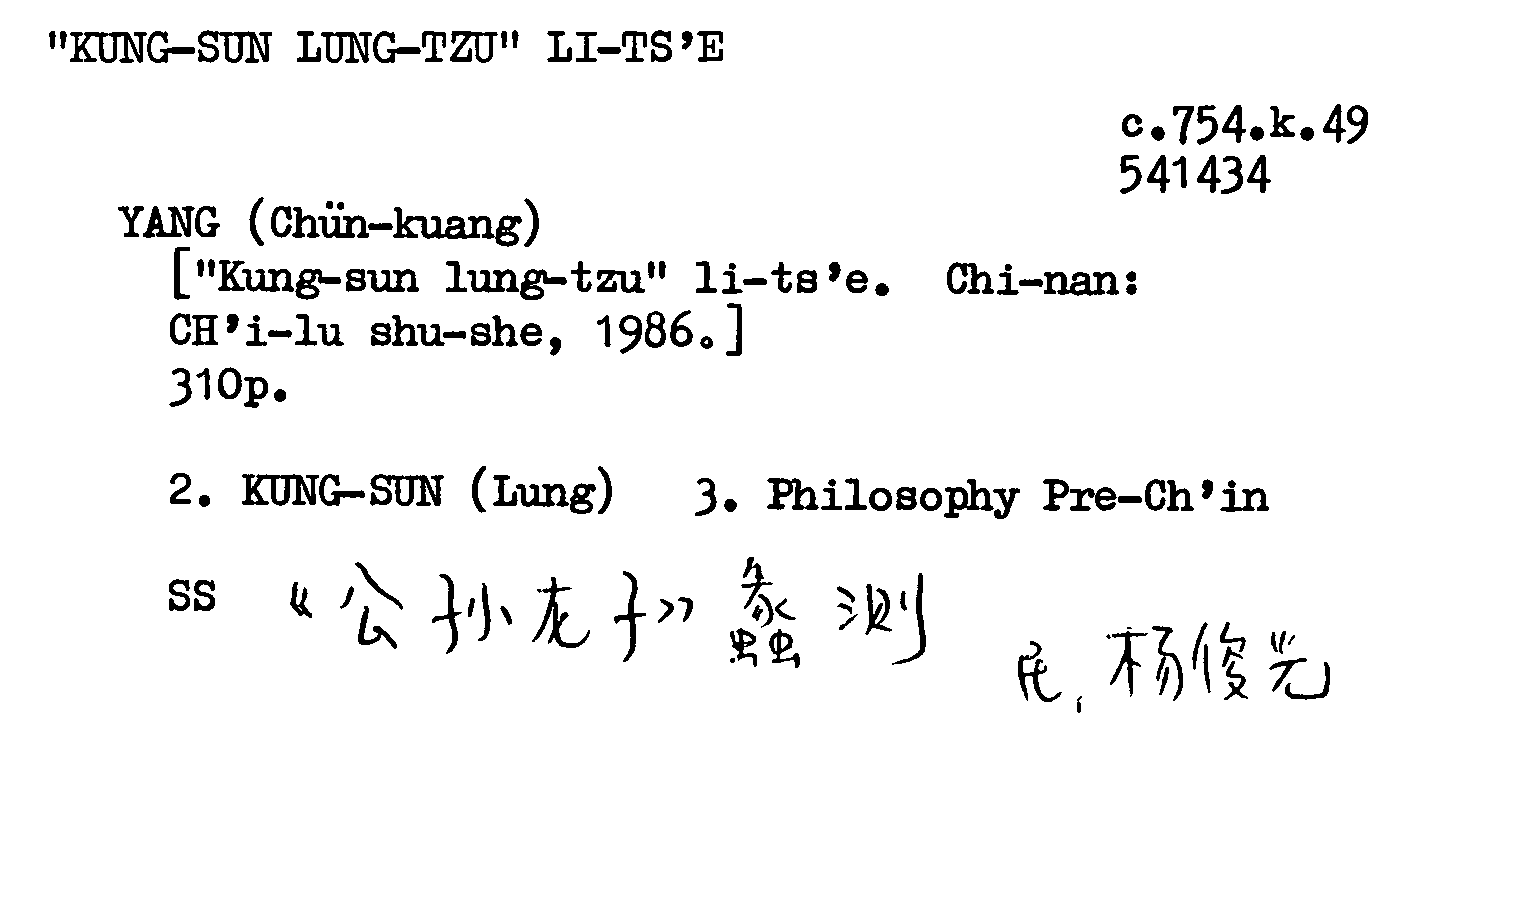 "KUNG-SUN LUNG-TZU" LI-TS'E
c.754.k.49
541434
YANG (Chün-kuang)
["Kung-sun lung-tzu" li-ts'e. Chi-nan:
CH'i-lu shu-she, 1986.]
310p.
2. KUNG-SUN (Lung) 3. Philosophy Pre-Ch'in
SS 《公孙龙子》蠡测
民, 杨俊光